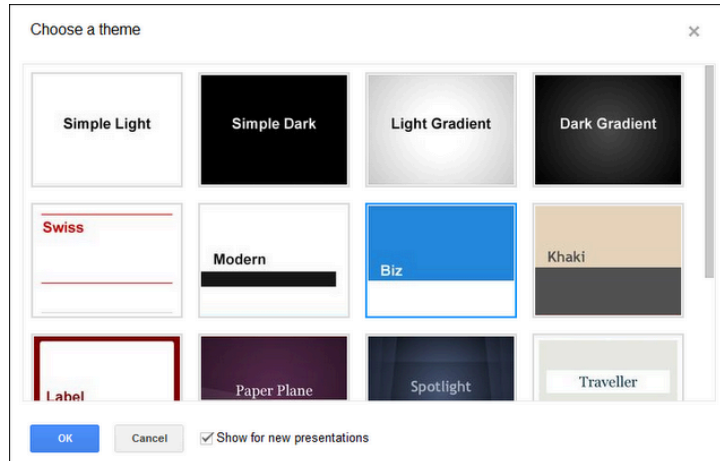 Choose a theme
Simple Light
Simple Dark
Light Gradient
Dark Gradient
Swiss
Modern
Biz
Khaki
Label
Paper Plane
Spotlight
Traveller
OK
Cancel
Show for new presentations